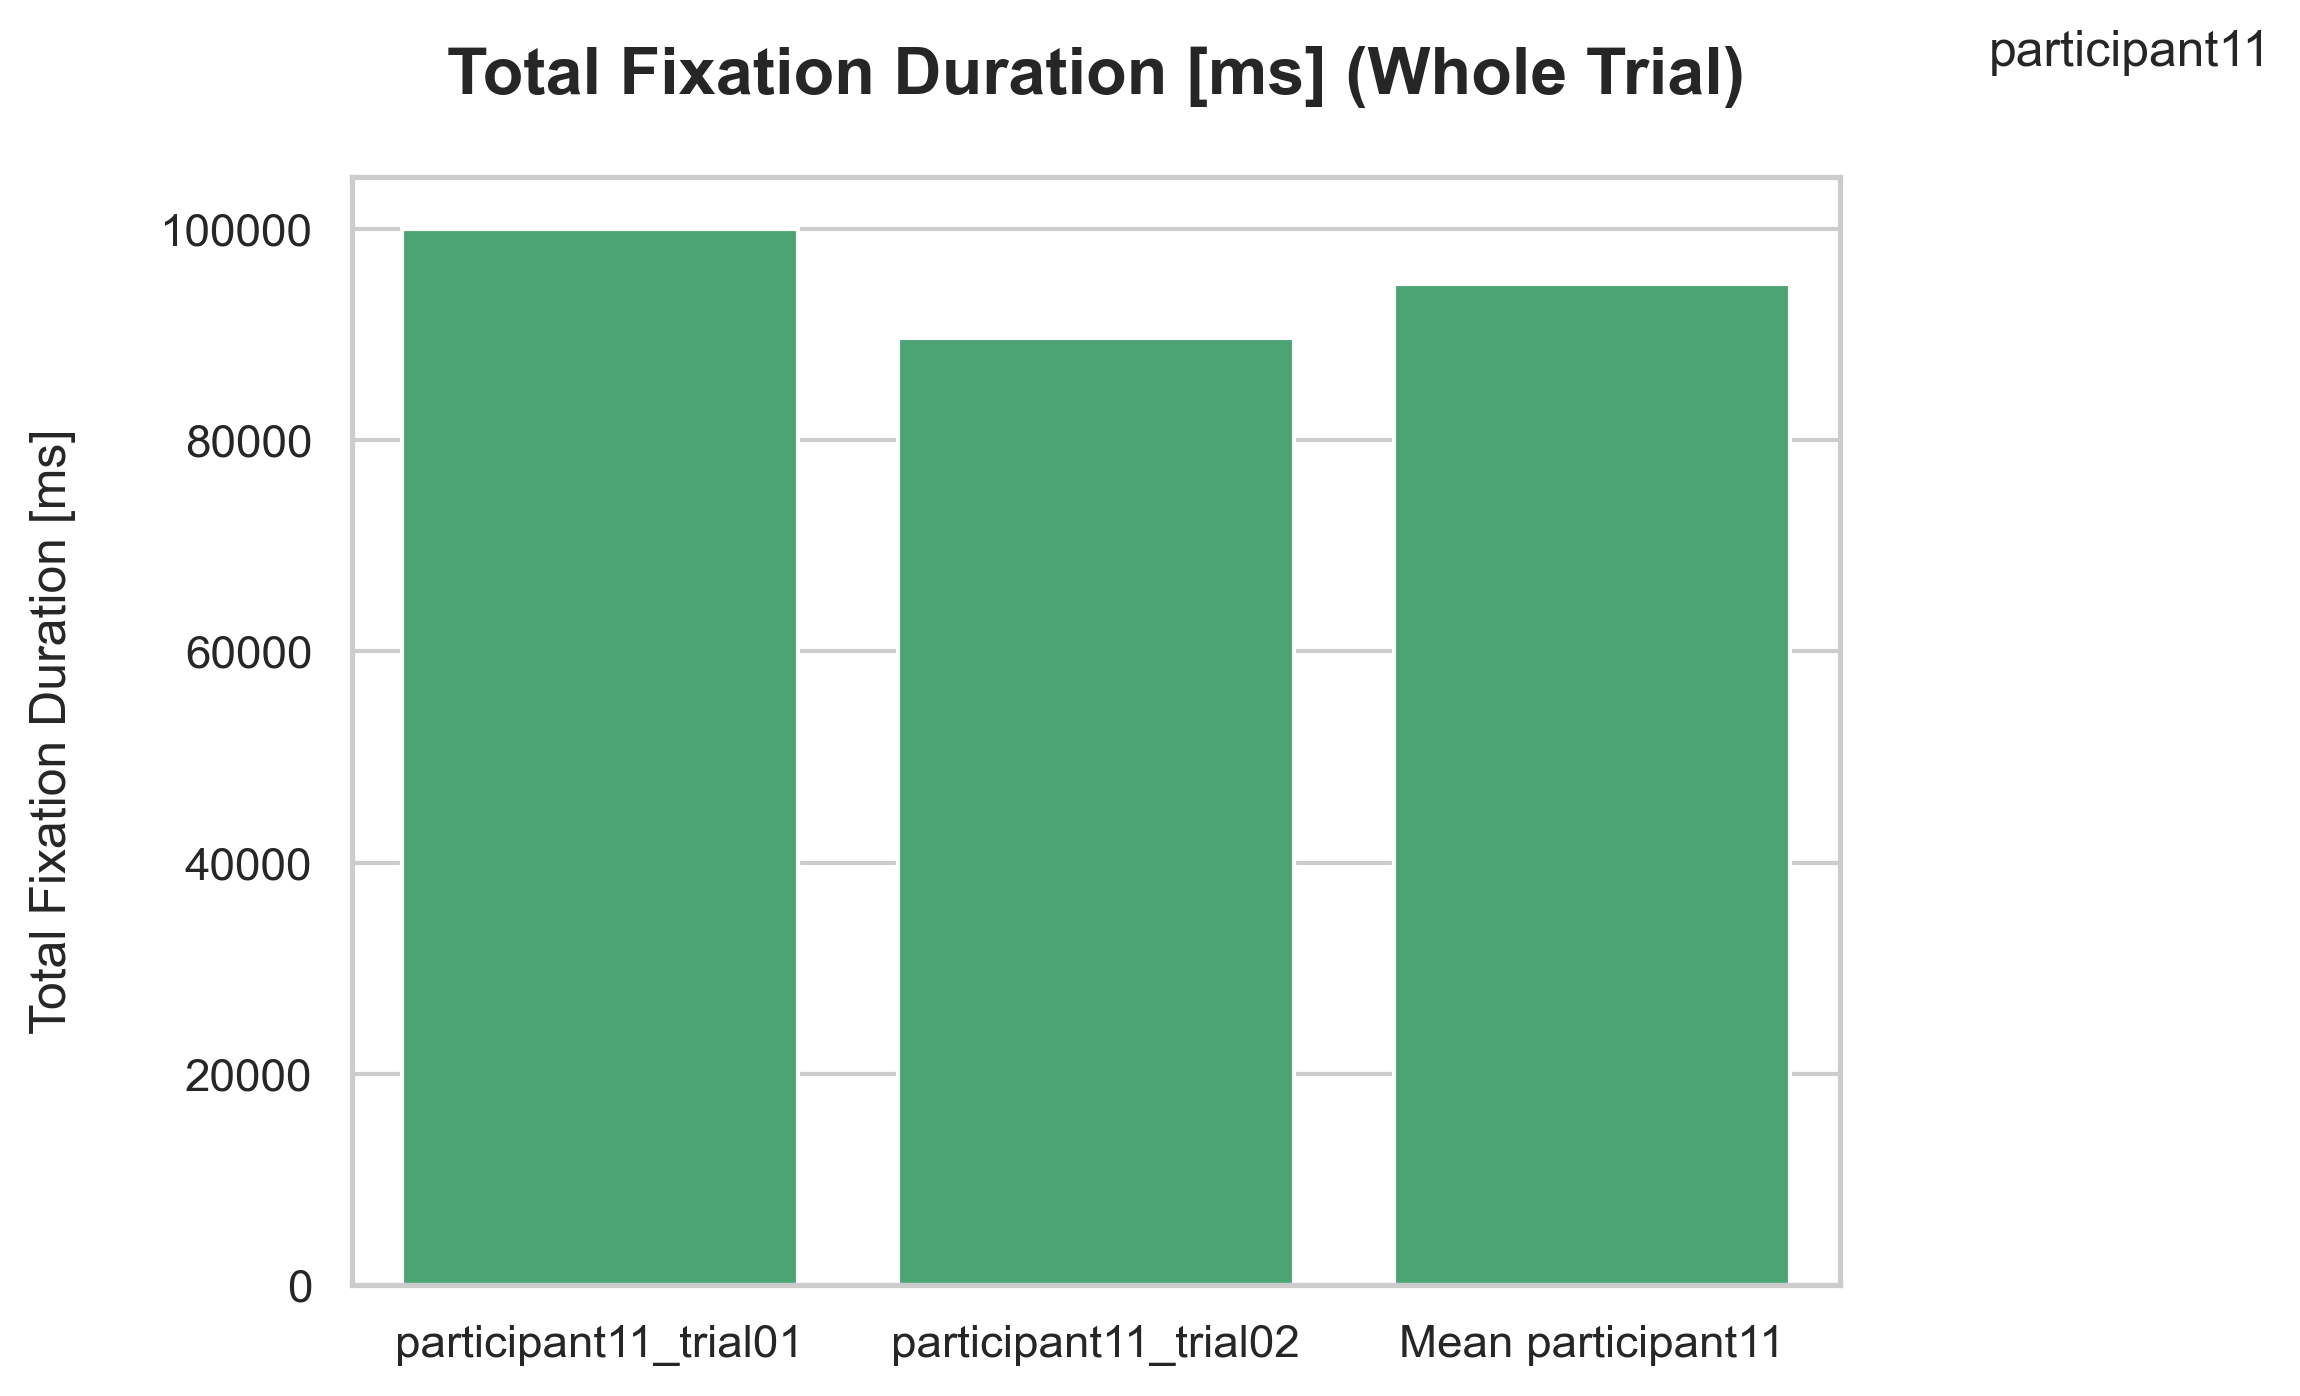 participant11
Total Fixation Duration [ms] (Whole Trial)
Total Fixation Duration [ms]
100000
80000
60000
40000
20000
0
participant11_trial01
participant11_trial02
Mean participant11